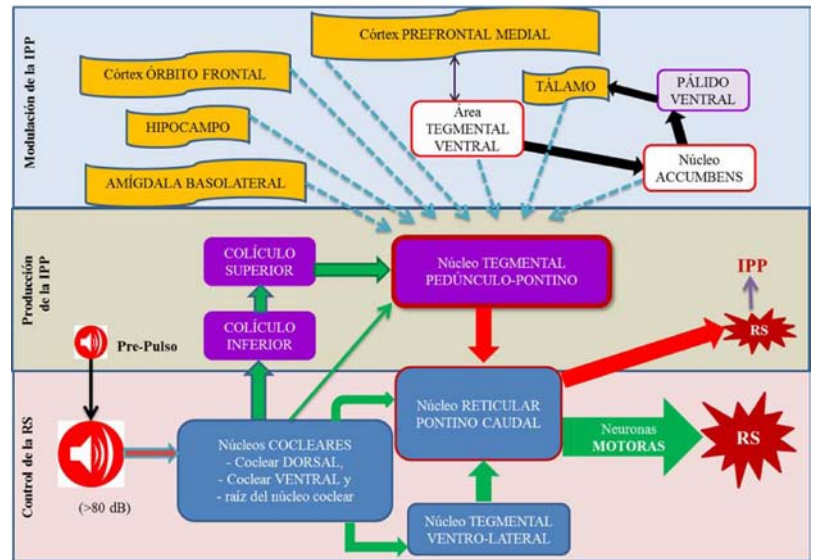 Modulación de la IPP
Córtex PREFRONTAL MEDIAL
Córtex ÓRBITO FRONTAL
HIPOCAMPO
AMÍGDALA BASOLATERAL
Área
TEGMENTAL
VENTRAL
TÁLAMO
PÁLIDO
VENTRAL
Núcleo
ACCUMBENS
Producción
de la IPP
COLÍCULO
SUPERIOR
COLÍCULO
INFERIOR
Núcleo TEGMENTAL
PEDÚNCULO-PONTINO
IPP
RS
Pre-Pulso
Control de la RS
(>80 dB)
Núcleos COCLEARES
- Coclear DORSAL,
- Coclear VENTRAL y
- raíz del núcleo coclear
Núcleo RETICULAR
PONTINO CAUDAL
Núcleo TEGMENTAL
VENTRO-LATERAL
Neuronas
MOTORAS
RS